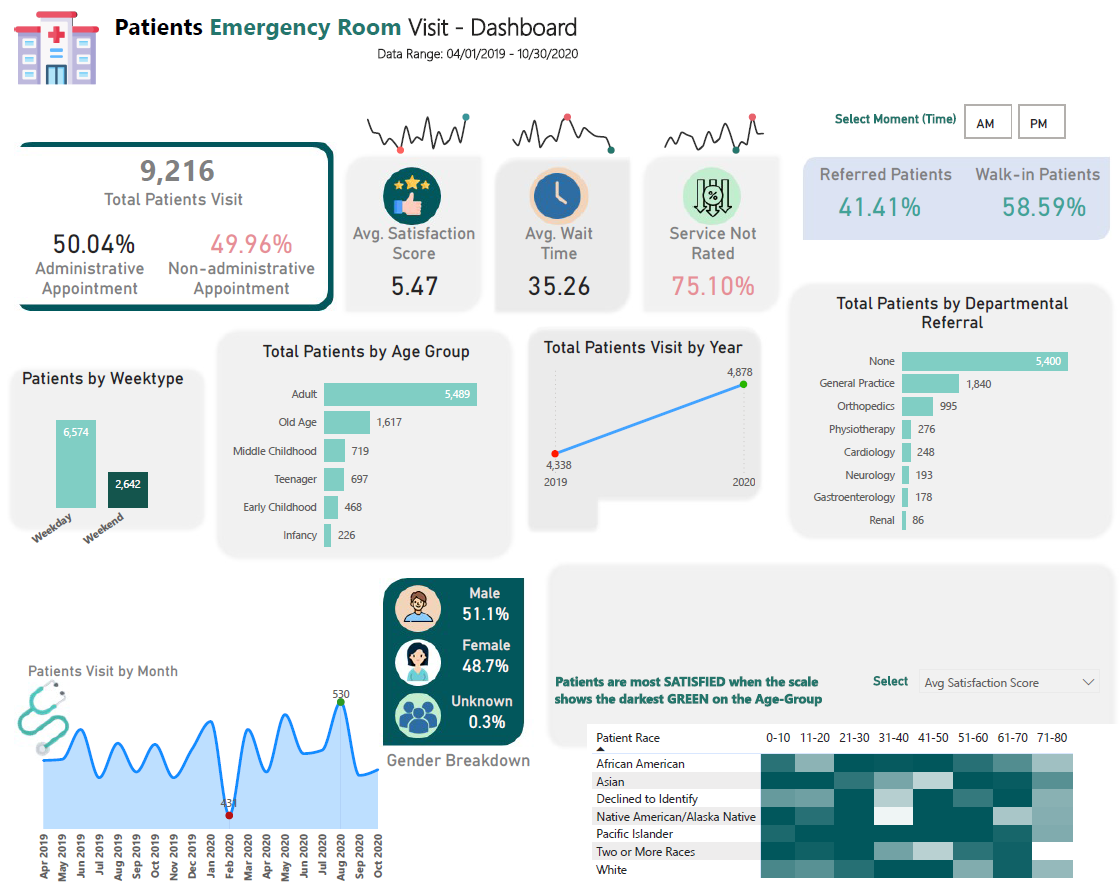 Patients Emergency Room Visit - Dashboard
Data Range: 04/01/2019 - 10/30/2020
Select Moment (Time)
AM
PM
9,216
Total Patients Visit
50.04%
Administrative
Appointment
49.96%
Non-administrative
Appointment
Avg. Satisfaction
Score
5.47
Avg. Wait
Time
35.26
%
Service Not
Rated
75.10%
Referred Patients
41.41%
Walk-in Patients
58.59%
Patients by Weektype
6,574
2,642
Weekday
Weekend
Total Patients by Age Group
Adult 5,489
Old Age 1,617
Middle Childhood 719
Teenager 697
Early Childhood 468
Infancy 226
Total Patients Visit by Year
4,878
4,338
2019
2020
Total Patients by Departmental
Referral
None 5,400
General Practice 1,840
Orthopedics 995
Physiotherapy 276
Cardiology 248
Neurology 193
Gastroenterology 178
Renal 86
Patients Visit by Month
530
431
Apr 2019
May 2019
Jun 2019
Jul 2019
Aug 2019
Sep 2019
Oct 2019
Nov 2019
Dec 2019
Jan 2020
Feb 2020
Mar 2020
Apr 2020
May 2020
Jun 2020
Jul 2020
Aug 2020
Sep 2020
Oct 2020
Male
51.1%
Female
48.7%
Unknown
0.3%
Gender Breakdown
Patients are most SATISFIED when the scale
shows the darkest GREEN on the Age-Group
Select
Avg Satisfaction Score
Patient Race 0-10 11-20 21-30 31-40 41-50 51-60 61-70 71-80
African American
Asian
Declined to Identify
Native American/Alaska Native
Pacific Islander
Two or More Races
White